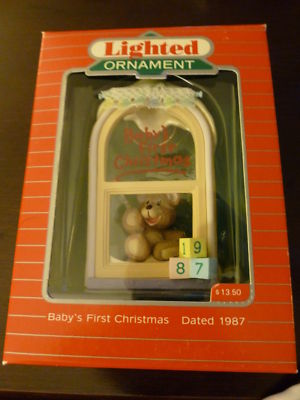 Lighted
ORNAMENT
Baby's
First
Christmas
19
87
$13.50
Baby's First Christmas Dated 1987